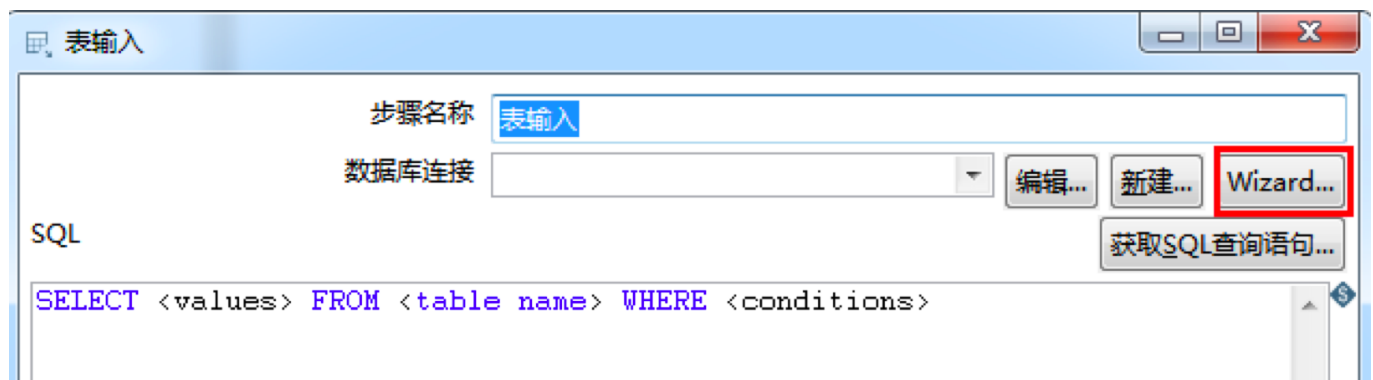 表输入
步骤名称 表输入
数据库连接 编辑... 新建... Wizard...
SQL 获取SQL查询语句...
SELECT <values> FROM <table name> WHERE <conditions>